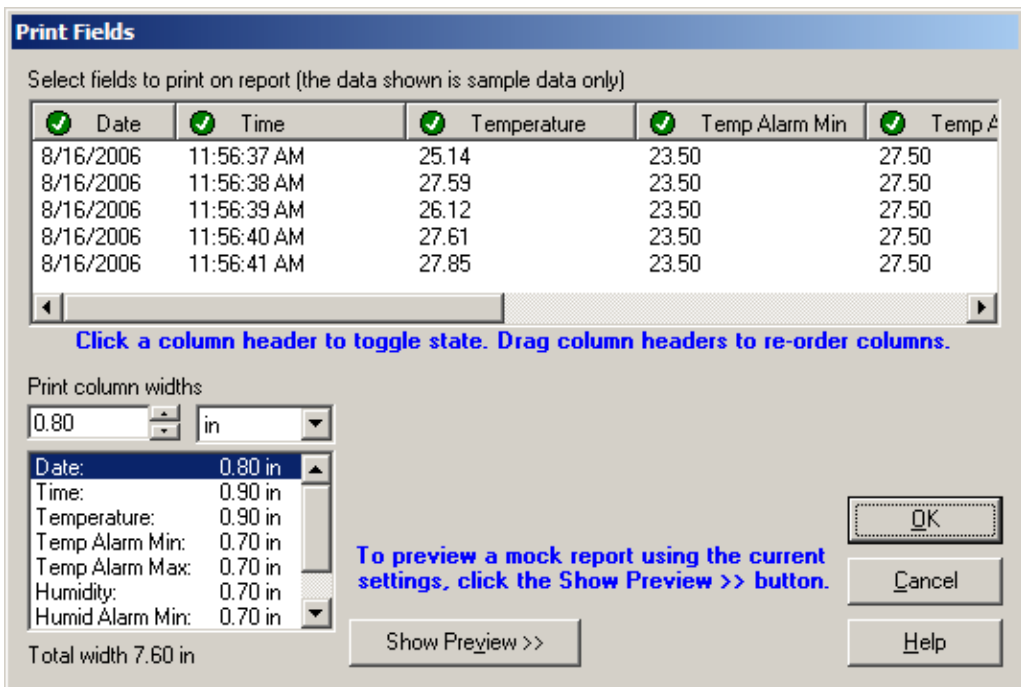 Print Fields
Select fields to print on report (the data shown is sample data only)
Date Time Temperature Temp Alarm Min Temp A
8/16/2006 11:56:37 AM 25.14 23.50 27.50
8/16/2006 11:56:38 AM 27.59 23.50 27.50
8/16/2006 11:56:39 AM 26.12 23.50 27.50
8/16/2006 11:56:40 AM 27.61 23.50 27.50
8/16/2006 11:56:41 AM 27.85 23.50 27.50
Click a column header to toggle state. Drag column headers to re-order columns.
Print column widths
0.80 in
Date: 0.80 in
Time: 0.90 in
Temperature: 0.90 in
Temp Alarm Min: 0.70 in
Temp Alarm Max: 0.70 in
Humidity: 0.70 in
Humid Alarm Min: 0.70 in
Total width 7.60 in
To preview a mock report using the current
settings, click the Show Preview >> button.
Show Preview >>
OK
Cancel
Help